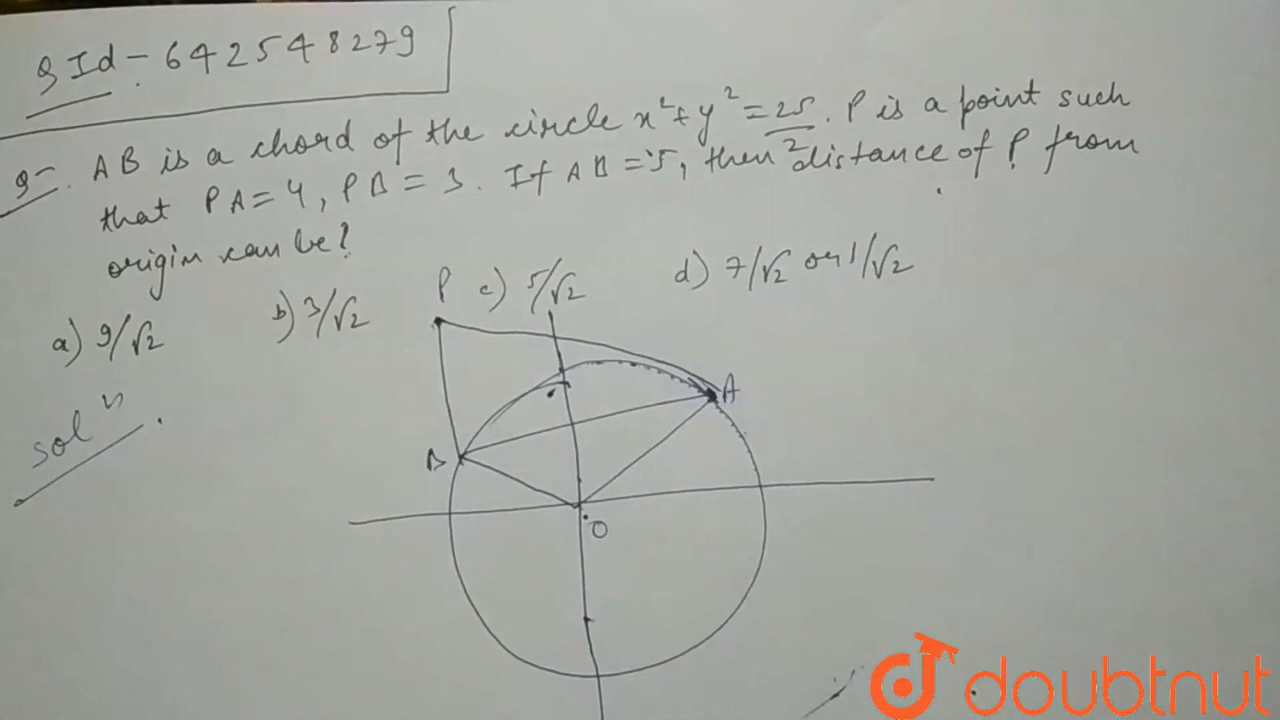 Q Id - 642548279
Q- AB is a chord of the circle x²+y² = 25/2. P is a point such
that PA = 4, PB = 3. If AB = 5, then distance of P from
origin can be?
a) 9/√2 b) 3/√2 c) 5/√2 d) 7/√2 or 1/√2
Solⁿ
P
A
B
O
doubtnut